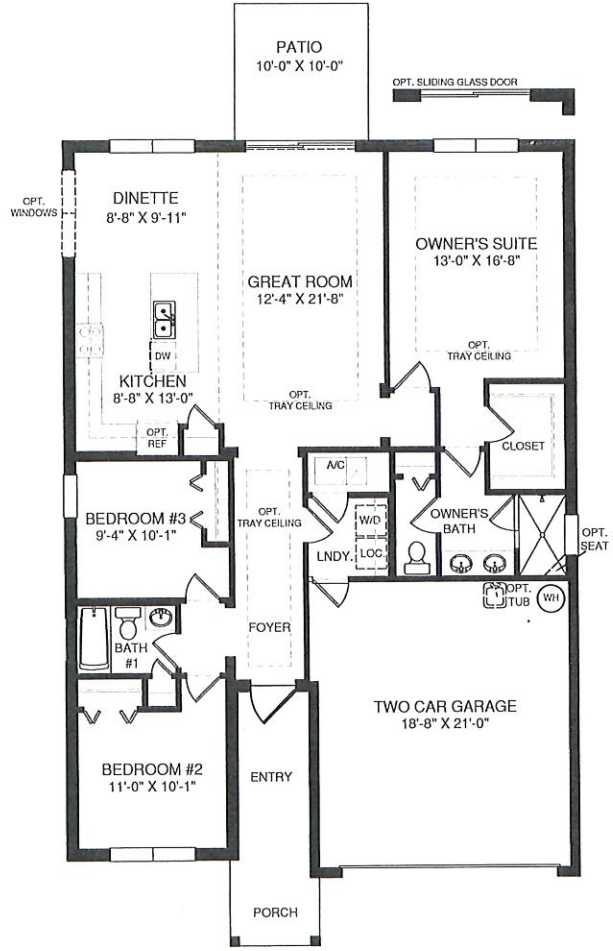 PATIO
10'-0" X 10'-0"
OPT. SLIDING GLASS DOOR
OPT.
WINDOWS
DINETTE
8'-8" X 9'-11"
GREAT ROOM
12'-4" X 21'-8"
OWNER'S SUITE
13'-0" X 16'-8"
OPT.
TRAY CEILING
DW
KITCHEN
8'-8" X 13'-0"
OPT.
TRAY CEILING
OPT.
REF
CLOSET
A/C
BEDROOM #3
9'-4" X 10'-1"
OPT.
TRAY CEILING
W/D
LNDY.
LOC
OWNER'S
BATH
OPT.
SEAT
OPT.
TUB
WH
FOYER
BATH
#1
TWO CAR GARAGE
18'-8" X 21'-0"
BEDROOM #2
11'-0" X 10'-1"
ENTRY
PORCH